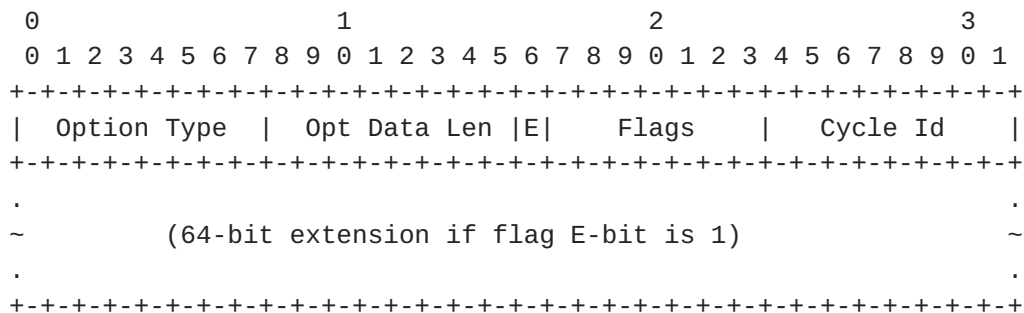 0                   1                   2                   3
 0 1 2 3 4 5 6 7 8 9 0 1 2 3 4 5 6 7 8 9 0 1 2 3 4 5 6 7 8 9 0 1
+-+-+-+-+-+-+-+-+-+-+-+-+-+-+-+-+-+-+-+-+-+-+-+-+-+-+-+-+-+-+-+-+
|  Option Type  |  Opt Data Len |E|    Flags    |   Cycle Id    |
+-+-+-+-+-+-+-+-+-+-+-+-+-+-+-+-+-+-+-+-+-+-+-+-+-+-+-+-+-+-+-+-+
.                                                               .
~         (64-bit extension if flag E-bit is 1)                 ~
.                                                               .
+-+-+-+-+-+-+-+-+-+-+-+-+-+-+-+-+-+-+-+-+-+-+-+-+-+-+-+-+-+-+-+-+